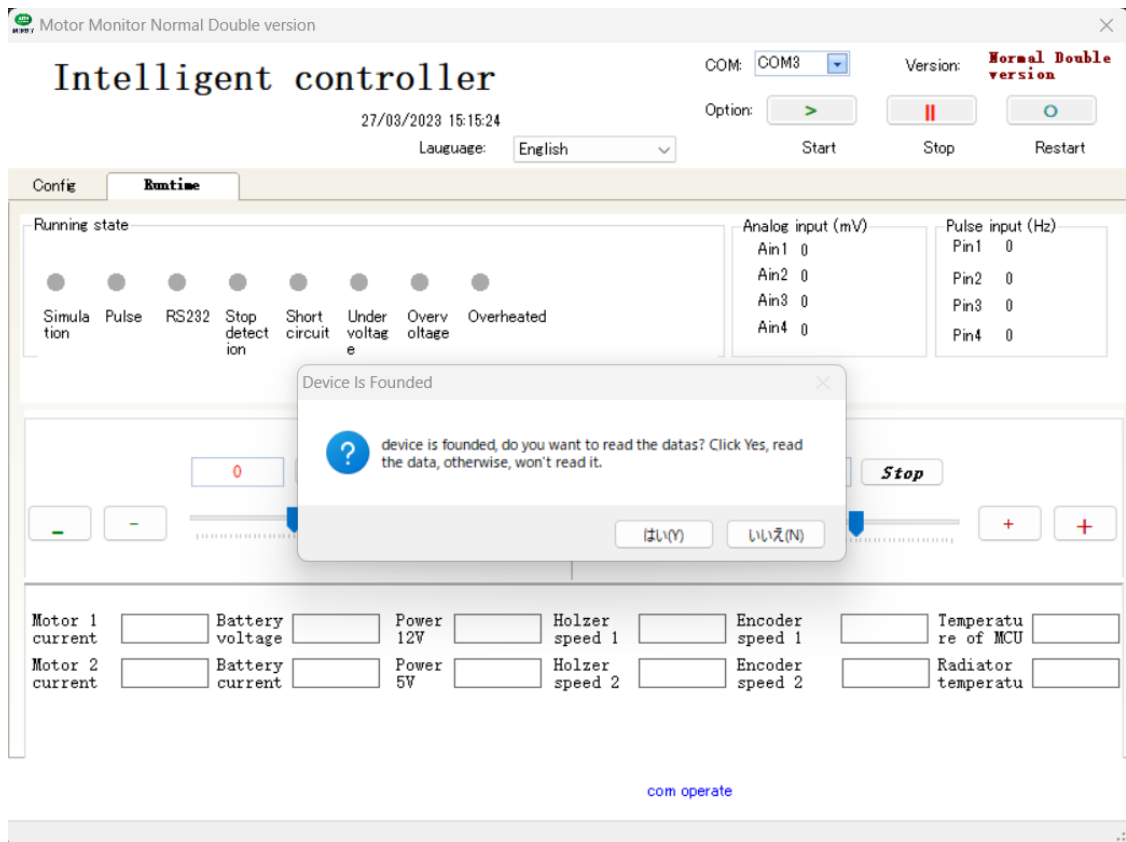 Motor Monitor Normal Double version
Intelligent controller
27/03/2023 15:15:24
Lauguage: English
COM: COM3
Version: Normal Double
version
Option: >
Start
Stop
Restart
Config
Runtime
Running state
Simula
tion
Pulse
RS232
Stop
detect
ion
Short
circuit
Under
voltag
e
Overv
oltage
Overheated
Analog input (mV)
Ain1 0
Ain2 0
Ain3 0
Ain4 0
Pulse input (Hz)
Pin1 0
Pin2 0
Pin3 0
Pin4 0
Device Is Founded
device is founded, do you want to read the datas? Click Yes, read
the data, otherwise, won't read it.
はい(Y)
いいえ(N)
0
Stop
-
-
+
+
Motor 1
current
Battery
voltage
Power
12V
Holzer
speed 1
Encoder
speed 1
Temperatu
re of MCU
Motor 2
current
Battery
current
Power
5V
Holzer
speed 2
Encoder
speed 2
Radiator
temperatu
com operate